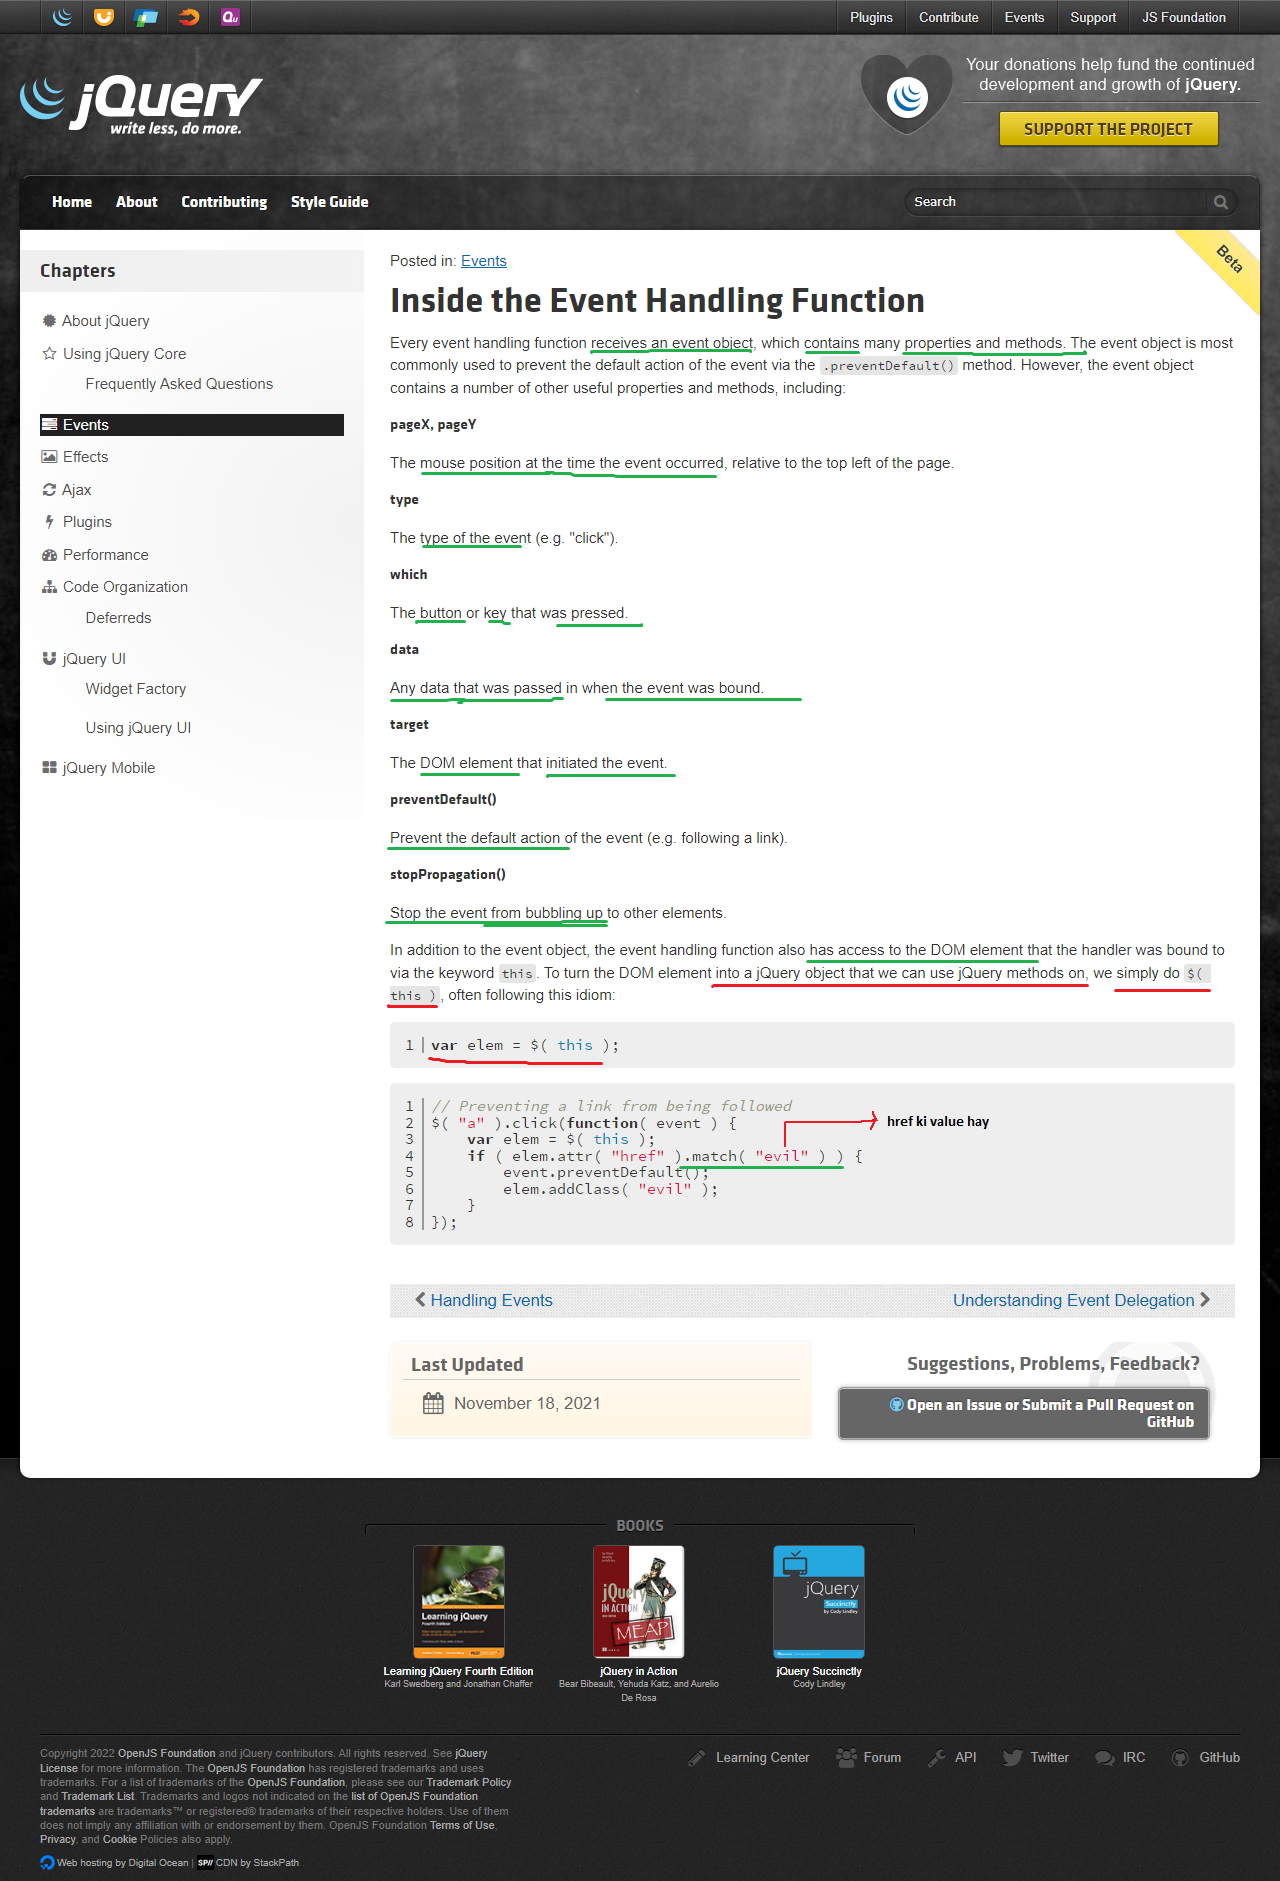 Plugins Contribute Events Support JS Foundation
jQuery
write less, do more.
Your donations help fund the continued
development and growth of jQuery.
SUPPORT THE PROJECT
Home About Contributing Style Guide
Search
Beta
Chapters
About jQuery
Using jQuery Core
Frequently Asked Questions
Events
Effects
Ajax
Plugins
Performance
Code Organization
Deferreds
jQuery UI
Widget Factory
Using jQuery UI
jQuery Mobile
Posted in: Events
Inside the Event Handling Function
Every event handling function receives an event object, which contains many properties and methods. The event object is most
commonly used to prevent the default action of the event via the .preventDefault() method. However, the event object
contains a number of other useful properties and methods, including:
pageX, pageY
The mouse position at the time the event occurred, relative to the top left of the page.
type
The type of the event (e.g. "click").
which
The button or key that was pressed.
data
Any data that was passed in when the event was bound.
target
The DOM element that initiated the event.
preventDefault()
Prevent the default action of the event (e.g. following a link).
stopPropagation()
Stop the event from bubbling up to other elements.
In addition to the event object, the event handling function also has access to the DOM element that the handler was bound to
via the keyword this. To turn the DOM element into a jQuery object that we can use jQuery methods on, we simply do $(
this ), often following this idiom:
1 var elem = $( this );
1 // Preventing a link from being followed
2 $( "a" ).click(function( event ) {
3 var elem = $( this );
4 if ( elem.attr( "href" ).match( "evil" ) ) {
5 event.preventDefault();
6 elem.addClass( "evil" );
7 }
8 });
href ki value hay
Handling Events
Understanding Event Delegation
Last Updated
November 18, 2021
Suggestions, Problems, Feedback?
Open an Issue or Submit a Pull Request on
GitHub
BOOKS
Learning jQuery
Fourth Edition
jQuery
IN ACTION
MEAP
jQuery
Succinctly
by Cody Lindley
Learning jQuery Fourth Edition
Karl Swedberg and Jonathan Chaffer
jQuery in Action
Bear Bibeault, Yehuda Katz, and Aurelio
De Rosa
jQuery Succinctly
Cody Lindley
Copyright 2022 OpenJS Foundation and jQuery contributors. All rights reserved. See jQuery
License for more information. The OpenJS Foundation has registered trademarks and uses
trademarks. For a list of trademarks of the OpenJS Foundation, please see our Trademark Policy
and Trademark List. Trademarks and logos not indicated on the list of OpenJS Foundation
trademarks are trademarks™ or registered® trademarks of their respective holders. Use of them
does not imply any affiliation with or endorsement by them. OpenJS Foundation Terms of Use,
Privacy, and Cookie Policies also apply.
Web hosting by Digital Ocean | SP// CDN by StackPath
Learning Center Forum API Twitter IRC GitHub